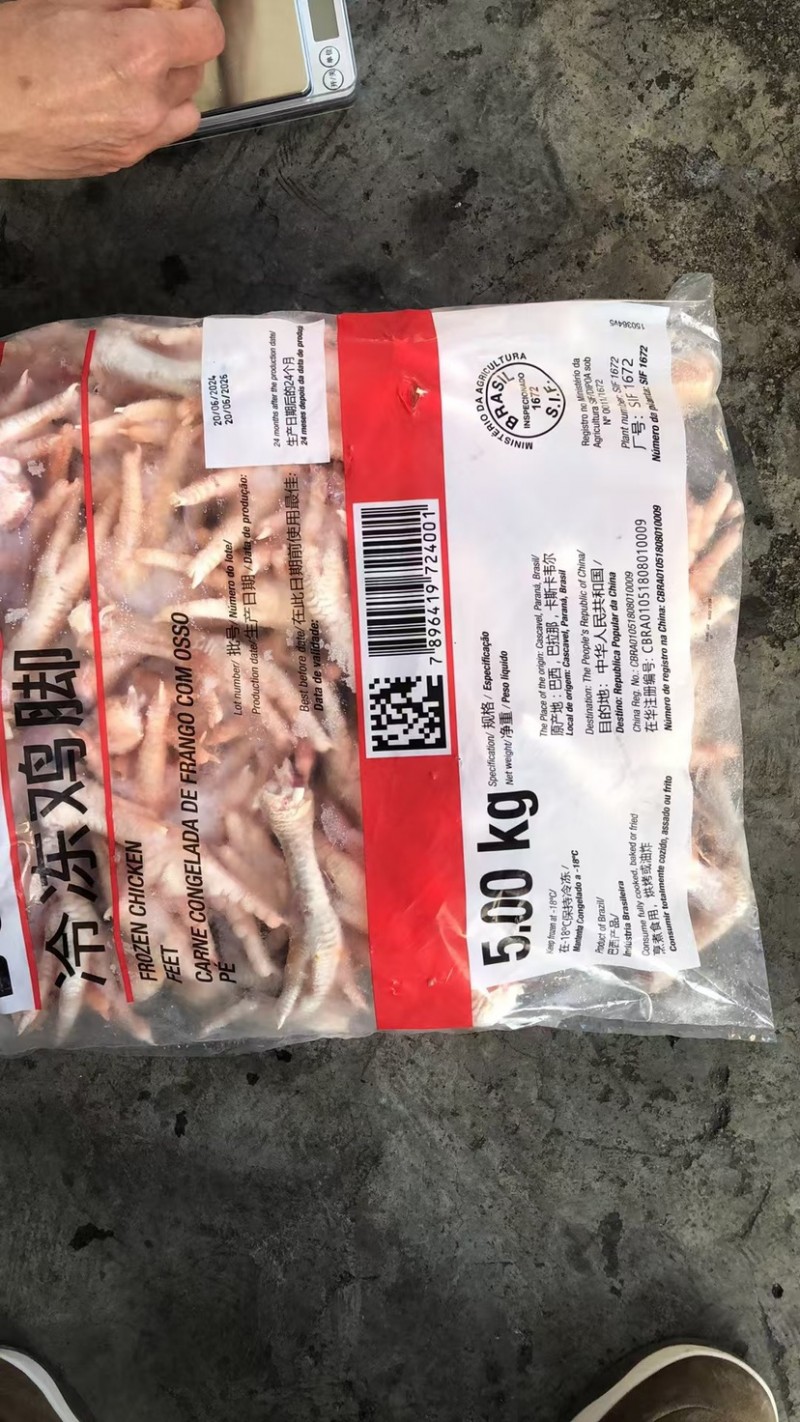 冷冻鸡脚
FROZEN CHICKEN
FEET
CARNE CONGELADA DE FRANGO COM OSSO
PÉ
Lot number/ 批号/ Número do lote/
Production date/ 生产日期 / Data de produção:
20/06/2024
20/06/2026
Best before date/ 在此日期前使用最佳:
Data de validade:
24 months after the production date/
生产日期后的24个月
24 meses depois da data de produç
7 896419 724001
5.00 kg
Specification/ 规格 / Especificação
Net weight/ 净重 / Peso líquido
MINISTÉRIO DA AGRICULTURA
BRASIL
INSPECIONADO
1672
S.I.F.
Keep frozen at -18°C/
在-18°C保持冷冻/
Mantenha Congelado a -18°C
Product of Brazil/
巴西产品/
Indústria Brasileira
Consume fully cooked, baked or fried
烹煮食用, 烘烤或油炸
Consumir totalmente cozido, assado ou frito
The Place of the origin: Cascavel, Paraná, Brasil/
原产地: 巴西, 巴拉那, 卡斯卡韦尔
Local de origem: Cascavel, Paraná, Brasil
Destination: The People's Republic of China/
目的地: 中华人民共和国 /
Destino: Republica Popular da China
China Reg. No.: CBRA01051808010009
在华注册编号: CBRA01051808010009
Número de registro na China: CBRA01051808010009
Registro no Ministério da
Agricultura SIF/DIPOA sob
Nº 0011/1672
Plant number: SIF 1672
厂号: SIF 1672
Número da planta: SIF 1672
150364v5